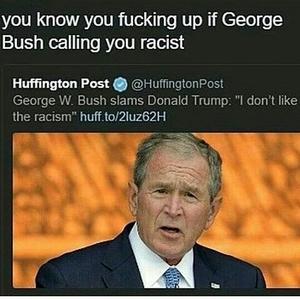 you know you fucking up if George
Bush calling you racist
Huffington Post @HuffingtonPost
George W. Bush slams Donald Trump: "I don't like
the racism" huff.to/2luz62H